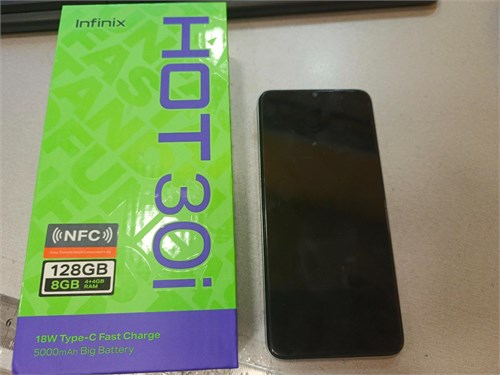 Infinix
HOT 30i
((NFC))
128GB
8GB 4+4GB RAM
18W Type-C Fast Charge
5000mAh Big Battery